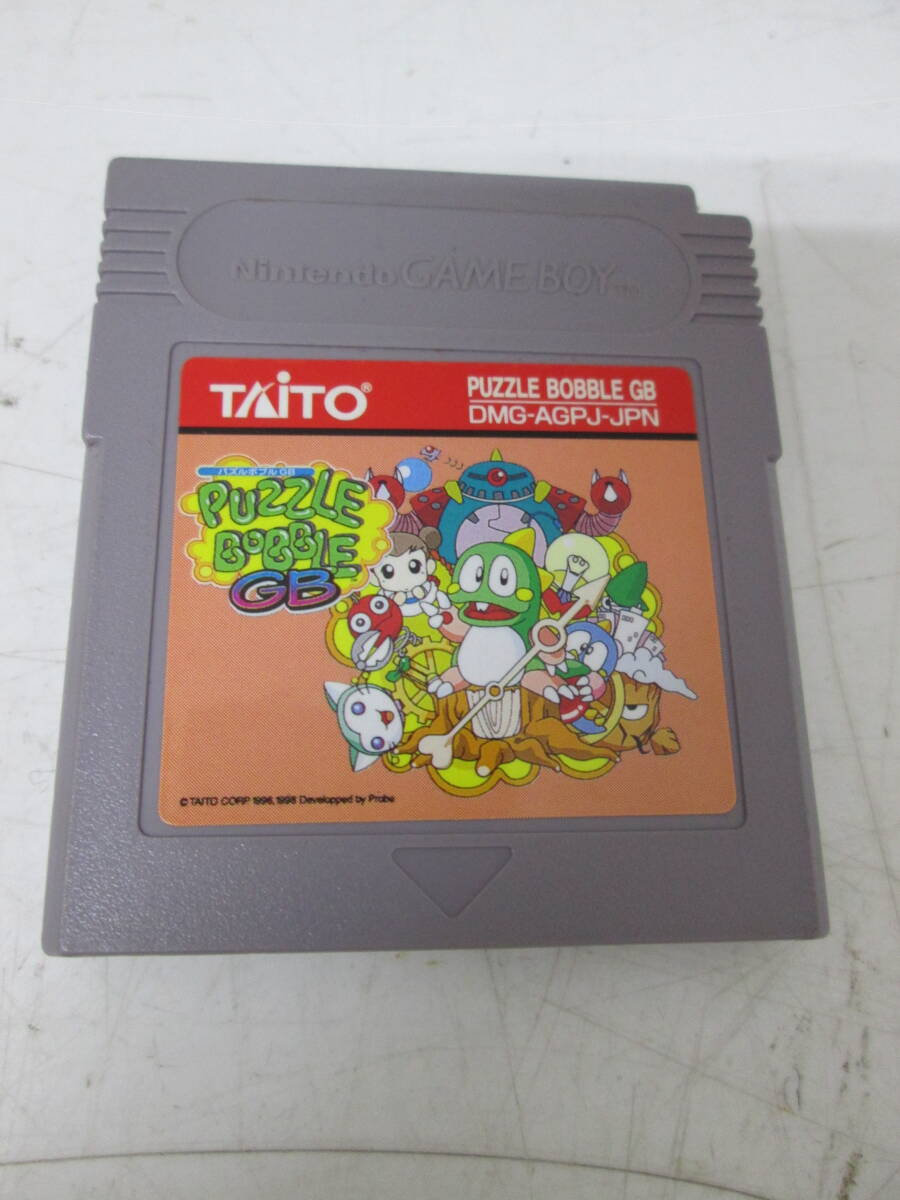 Nintendo GAME BOY TM
TAITO®
PUZZLE BOBBLE GB
DMG-AGPJ-JPN
パズルボブルGB
PUZZLE
BOBBLE
GB
© TAITO CORP. 1996,1998 Developped by Probe